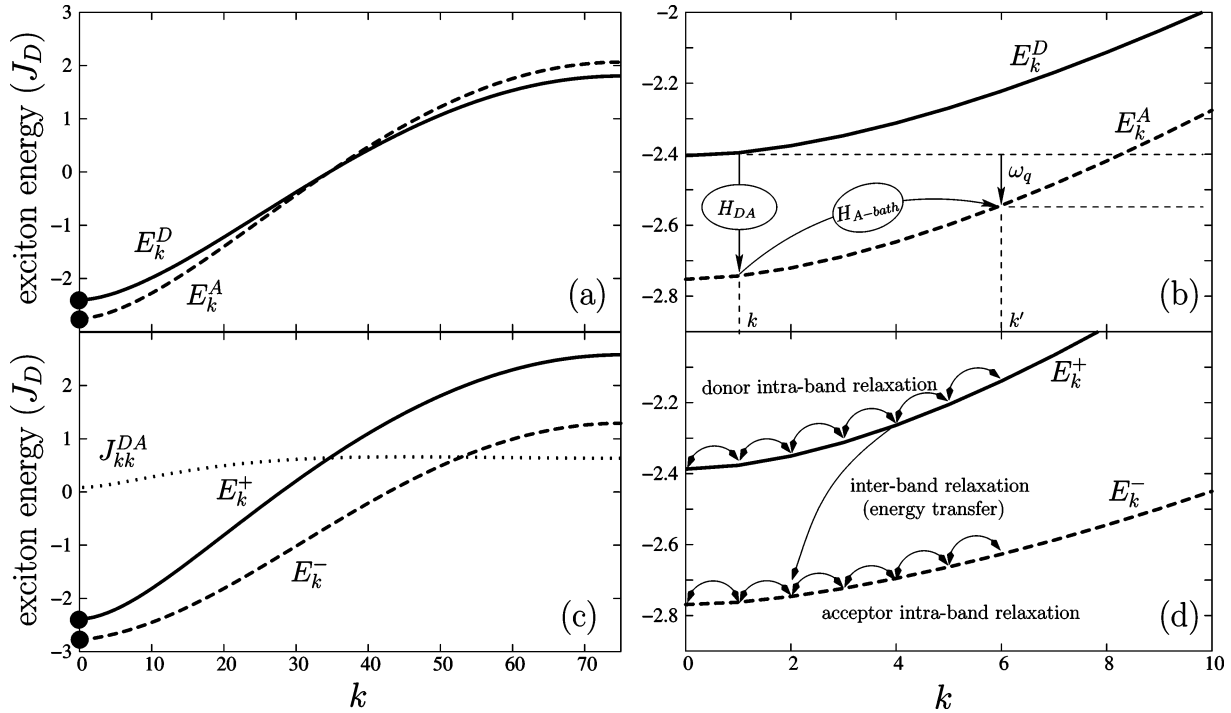 3
2
1
0
−1
−2
exciton energy (J_D)
E_k^D
E_k^A
(a)
−2
−2.2
−2.4
−2.6
−2.8
E_k^D
E_k^A
ω_q
H_DA
H_A−bath
k
k′
(b)
2
1
0
−1
−2
−3
exciton energy (J_D)
J_kk^DA
E_k^+
E_k^−
(c)
0 10 20 30 40 50 60 70
k
−2.2
−2.4
−2.6
−2.8
donor intra-band relaxation
E_k^+
inter-band relaxation
(energy transfer)
E_k^−
acceptor intra-band relaxation
(d)
0 2 4 6 8 10
k